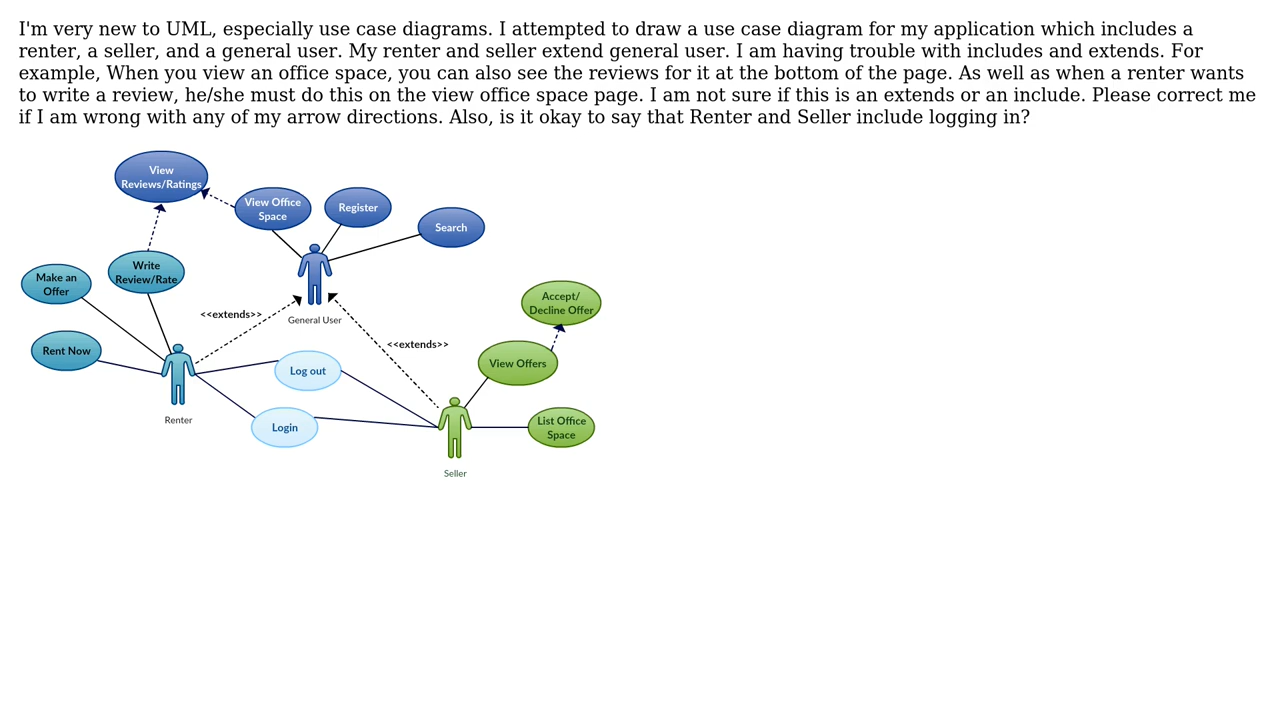 I'm very new to UML, especially use case diagrams. I attempted to draw a use case diagram for my application which includes a
renter, a seller, and a general user. My renter and seller extend general user. I am having trouble with includes and extends. For
example, When you view an office space, you can also see the reviews for it at the bottom of the page. As well as when a renter wants
to write a review, he/she must do this on the view office space page. I am not sure if this is an extends or an include. Please correct me
if I am wrong with any of my arrow directions. Also, is it okay to say that Renter and Seller include logging in?
View
Reviews/Ratings
View Office
Space
Register
Search
Write
Review/Rate
Make an
Offer
Accept/
Decline Offer
<<extends>>
General User
<<extends>>
Rent Now
Log out
View Offers
Renter
Login
List Office
Space
Seller